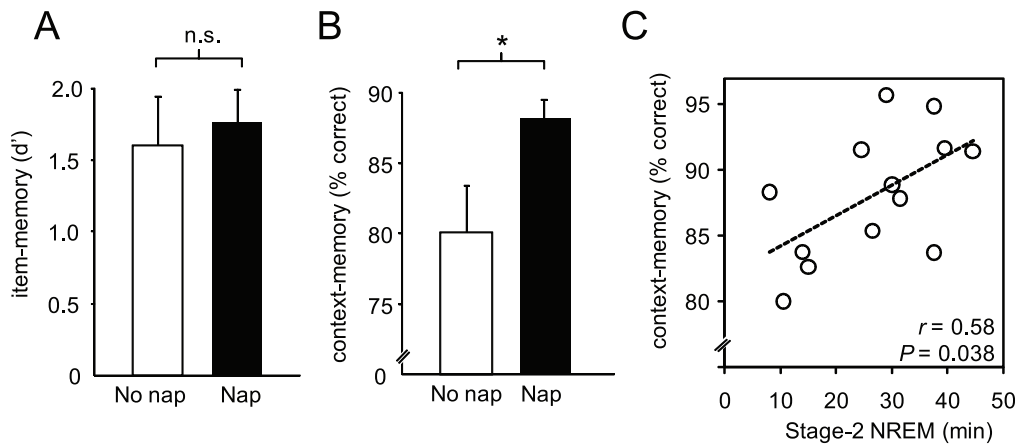 A
n.s.
item-memory (d')
2.0
1.5
1.0
0.5
0
No nap
Nap
B
*
context-memory (% correct)
90
85
80
75
0
No nap
Nap
C
context-memory (% correct)
95
90
85
80
r = 0.58
P = 0.038
0 10 20 30 40 50
Stage-2 NREM (min)